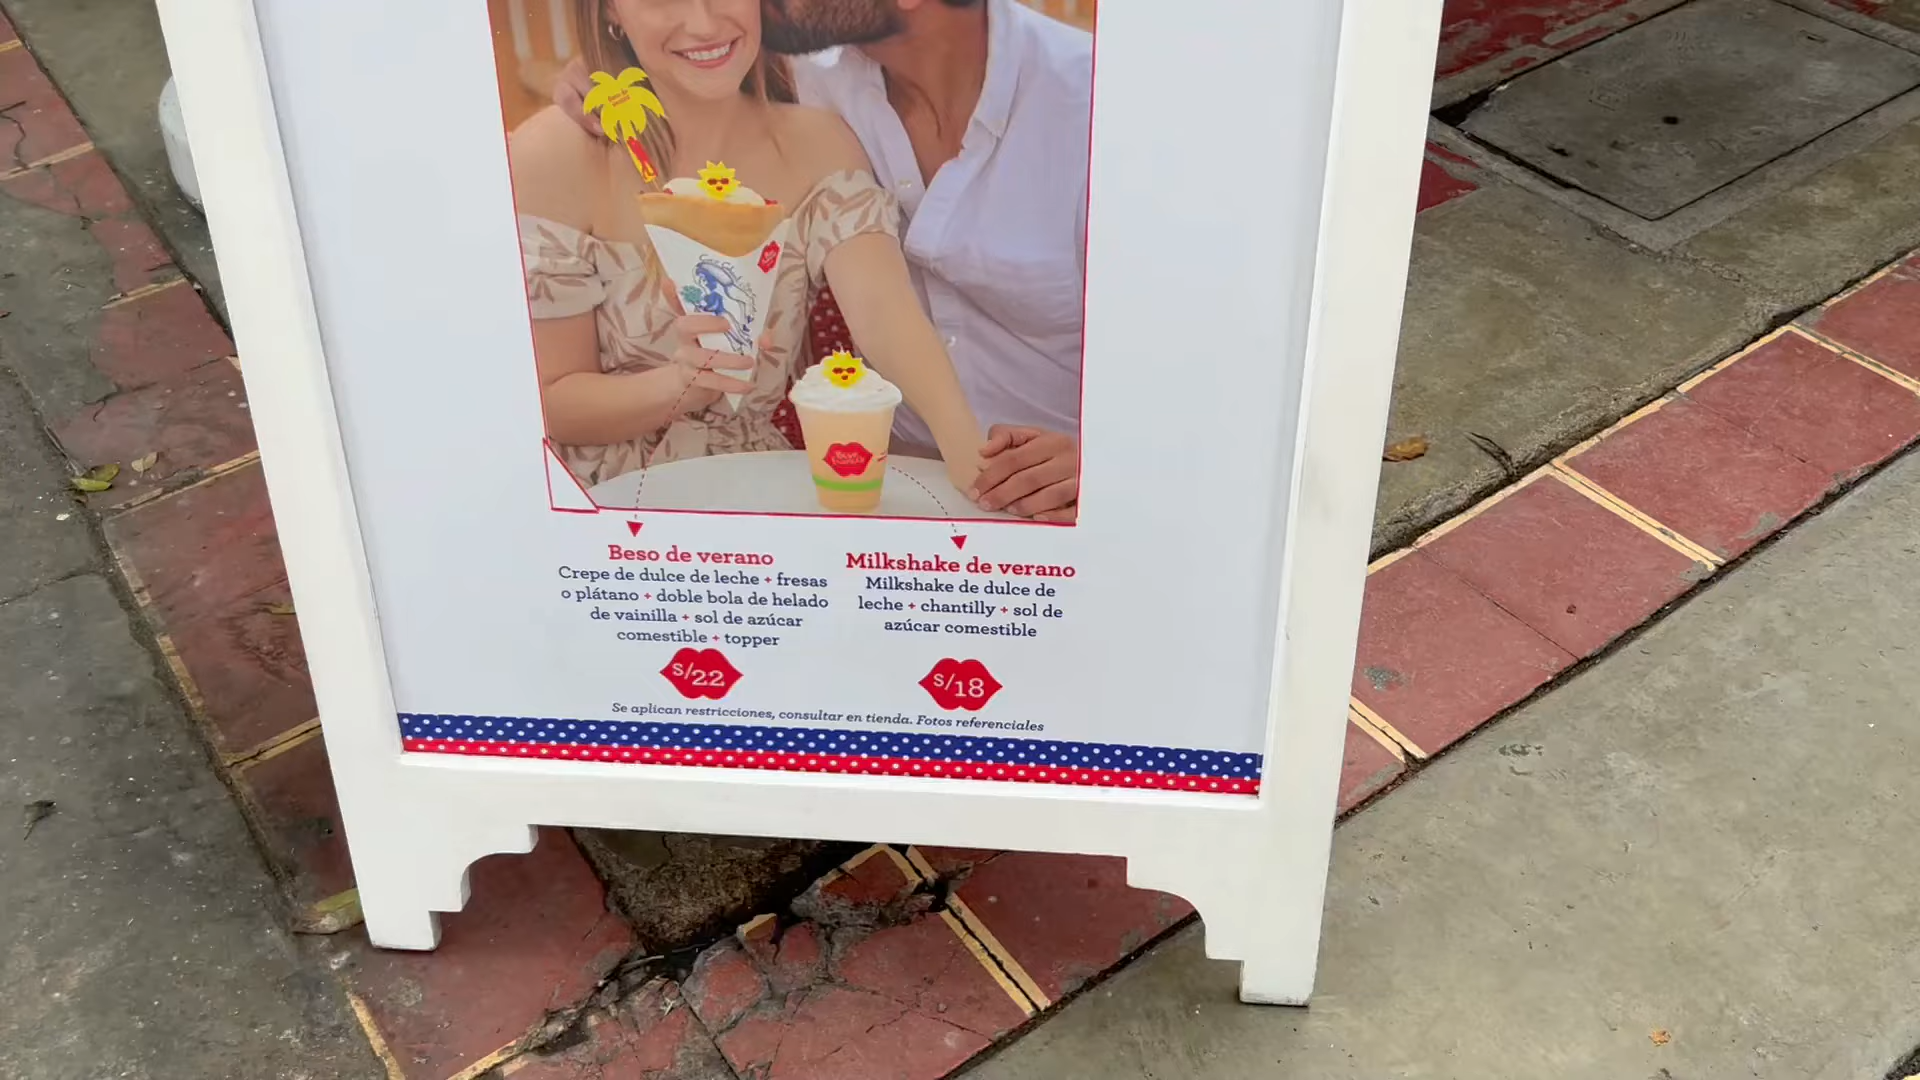 Beso de verano
Crepe de dulce de leche + fresas
o plátano + doble bola de helado
de vainilla + sol de azúcar
comestible + topper
s/22
Milkshake de verano
Milkshake de dulce de
leche + chantilly + sol de
azúcar comestible
s/18
Se aplican restricciones, consultar en tienda. Fotos referenciales